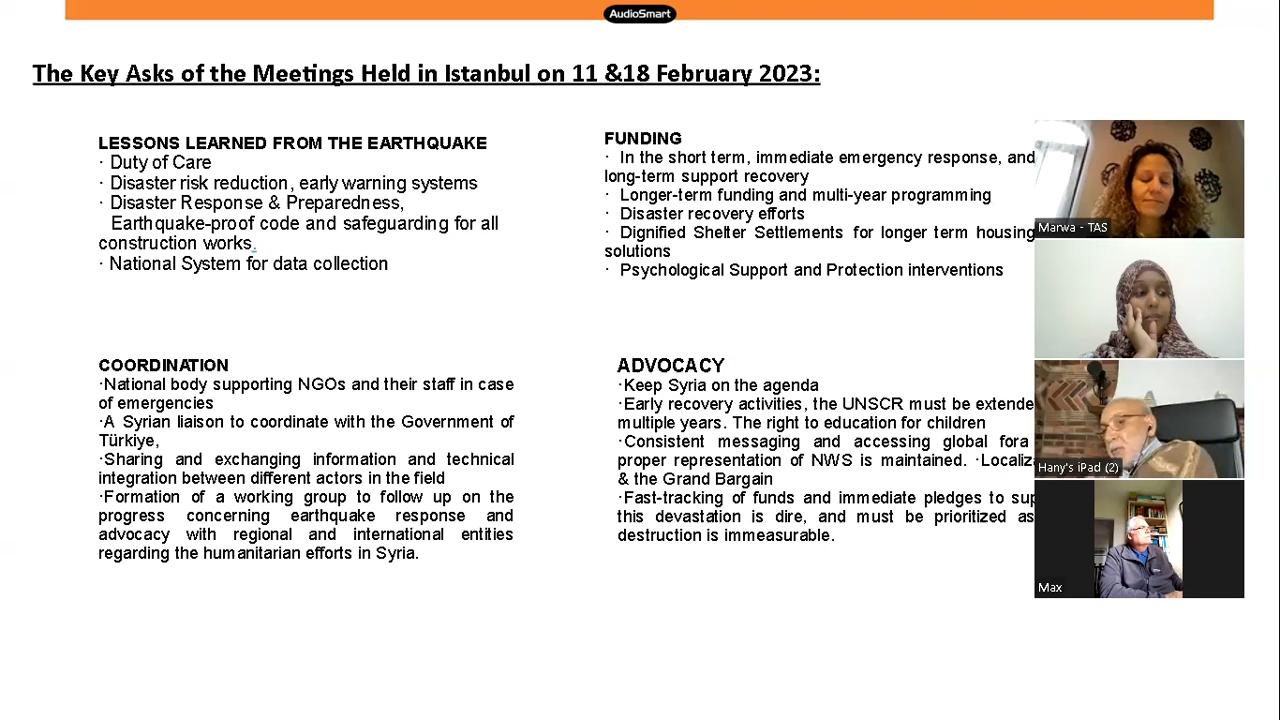 AudioSmart
The Key Asks of the Meetings Held in Istanbul on 11 &18 February 2023:
LESSONS LEARNED FROM THE EARTHQUAKE
· Duty of Care
· Disaster risk reduction, early warning systems
· Disaster Response & Preparedness,
Earthquake-proof code and safeguarding for all
construction works.
· National System for data collection
FUNDING
· In the short term, immediate emergency response, and
long-term support recovery
· Longer-term funding and multi-year programming
· Disaster recovery efforts
· Dignified Shelter Settlements for longer term housing
solutions
· Psychological Support and Protection interventions
COORDINATION
·National body supporting NGOs and their staff in case
of emergencies
·A Syrian liaison to coordinate with the Government of
Türkiye,
·Sharing and exchanging information and technical
integration between different actors in the field
·Formation of a working group to follow up on the
progress concerning earthquake response and
advocacy with regional and international entities
regarding the humanitarian efforts in Syria.
ADVOCACY
·Keep Syria on the agenda
·Early recovery activities, the UNSCR must be extende
multiple years. The right to education for children
·Consistent messaging and accessing global fora
proper representation of NWS is maintained. ·Localiz
& the Grand Bargain
·Fast-tracking of funds and immediate pledges to sup
this devastation is dire, and must be prioritized as
destruction is immeasurable.
Marwa - TAS
Hany's iPad (2)
Max